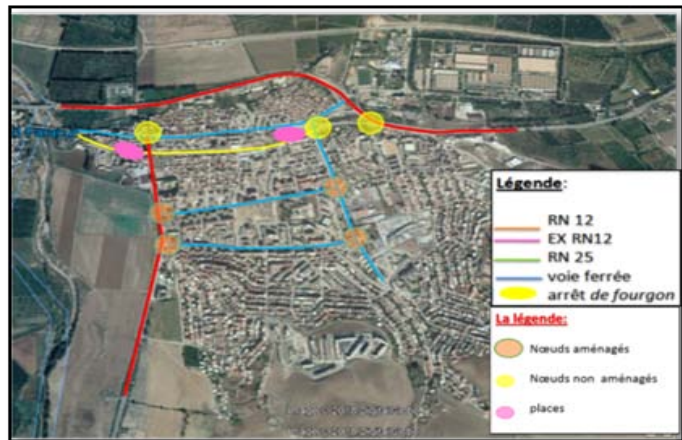 Légende:
RN 12
EX RN12
RN 25
voie ferrée
arrêt de fourgon
La légende:
Nœuds aménagés
Nœuds non aménagés
places